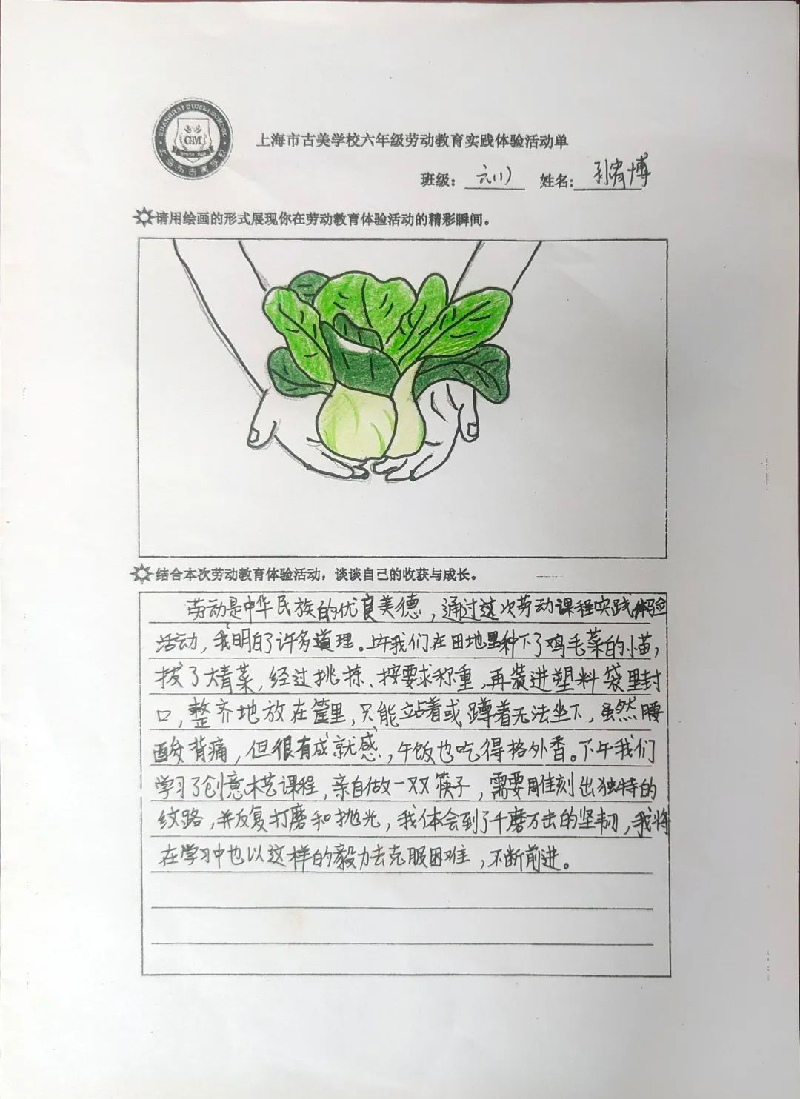 上海市古美学校六年级劳动教育实践体验活动单
班级：六(1) 姓名：博
请用绘画的形式展现你在劳动教育体验活动的精彩瞬间。
结合本次劳动教育体验活动，谈谈自己的收获与成长。
劳动是中华民族的优良美德，通过这次劳动课程实践体验
活动，我明白了许多道理。上午我们在田地里种下了鸡毛菜的小苗，
拔了大青菜，经过挑拣、按要求称重，再装进塑料袋里封
口，整齐地放在筐里，只能站着或蹲着无法坐下，虽然腰
酸背痛，但很有成就感，午饭也吃得格外香。下午我们
学习了创意木艺课程，亲自做一双筷子，需要雕刻出独特的
纹路，并反复打磨和抛光，我体会到了千磨万击的坚韧，我将
在学习中也以这样的毅力去克服困难，不断前进。